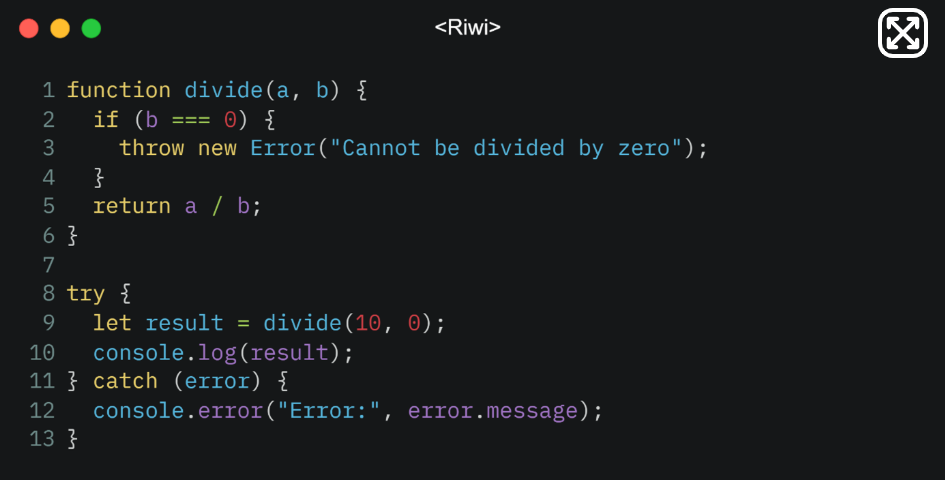 <Riwi>
1 function divide(a, b) {
2   if (b === 0) {
3     throw new Error("Cannot be divided by zero");
4   }
5   return a / b;
6 }
7
8 try {
9   let result = divide(10, 0);
10   console.log(result);
11 } catch (error) {
12   console.error("Error:", error.message);
13 }